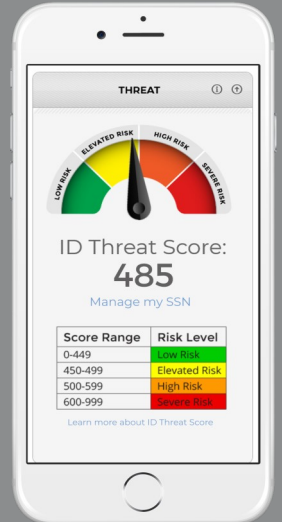 THREAT
LOW RISK
ELEVATED RISK
HIGH RISK
SEVERE RISK
ID Threat Score:
485
Manage my SSN
Score Range Risk Level
0-449 Low Risk
450-499 Elevated Risk
500-599 High Risk
600-999 Severe Risk
Learn more about ID Threat Score